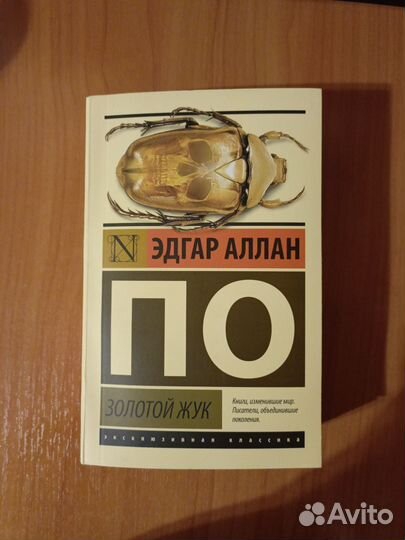 N
ЭДГАР АЛЛАН
ПО
ЗОЛОТОЙ ЖУК
Книги, изменившие мир.
Писатели, объединившие
поколения.
ЭКСКЛЮЗИВНАЯ КЛАССИКА
Avito